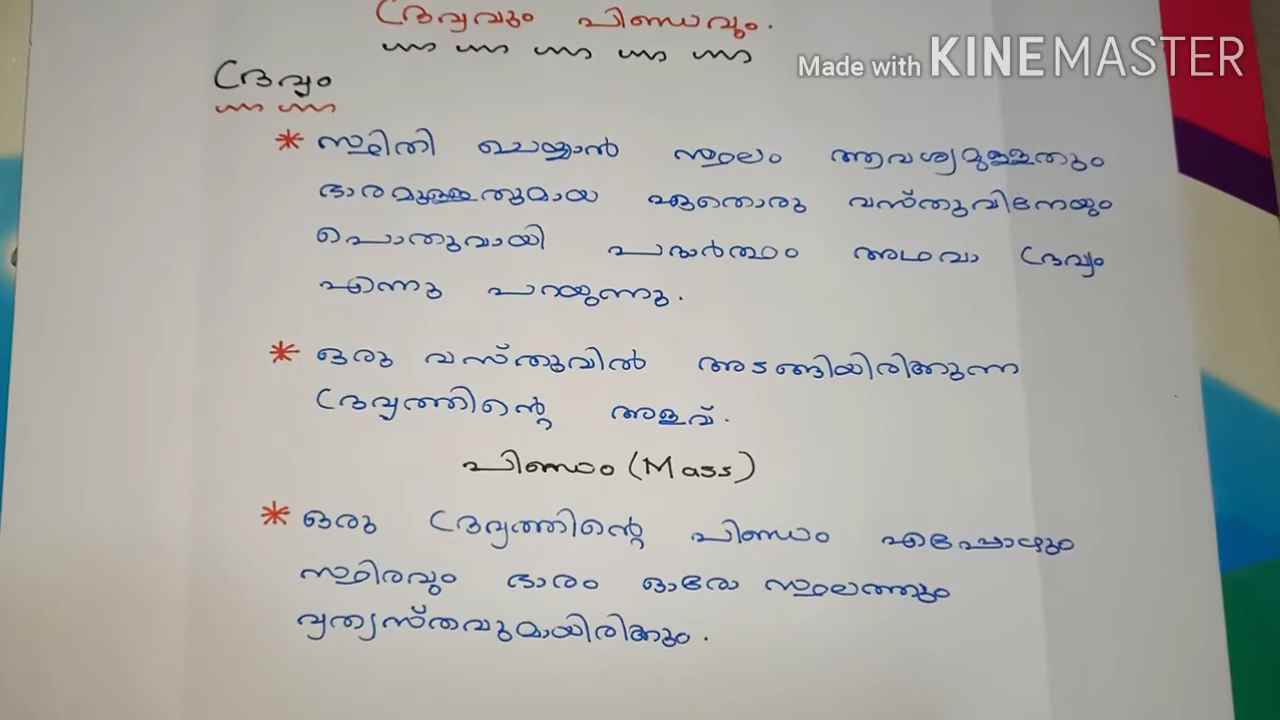 ദ്രവ്യവും പിണ്ഡവും.
Made with KINEMASTER
ദ്രവ്യം
* സ്ഥിതി ചെയ്യാൻ സ്ഥലം ആവശ്യമുള്ളതും
ഭാരമുള്ളതുമായ ഏതൊരു വസ്തുവിനേയും
പൊതുവായി പദാർത്ഥം അഥവാ ദ്രവ്യം
എന്നു പറയുന്നു.
* ഒരു വസ്തുവിൽ അടങ്ങിയിരിക്കുന്ന
ദ്രവ്യത്തിന്റെ അളവ്.
പിണ്ഡം (Mass)
* ഒരു ദ്രവ്യത്തിന്റെ പിണ്ഡം എപ്പോഴും
സ്ഥിരവും ഭാരം ഓരോ സ്ഥലത്തും
വ്യത്യസ്തവുമായിരിക്കും.